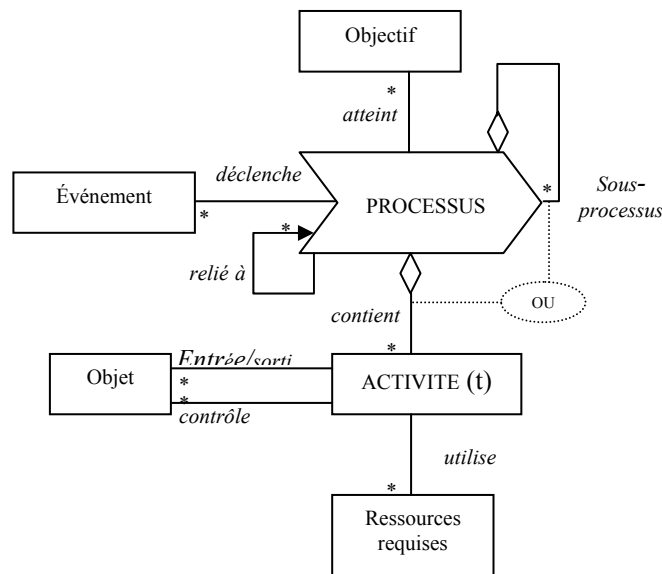 Objectif
*
atteint
déclenche
Événement
*
PROCESSUS
*
Sous-
processus
*
relié à
OU
contient
*
Entrée/sorti
Objet
*
*
contrôle
ACTIVITE (t)
utilise
*
Ressources
requises